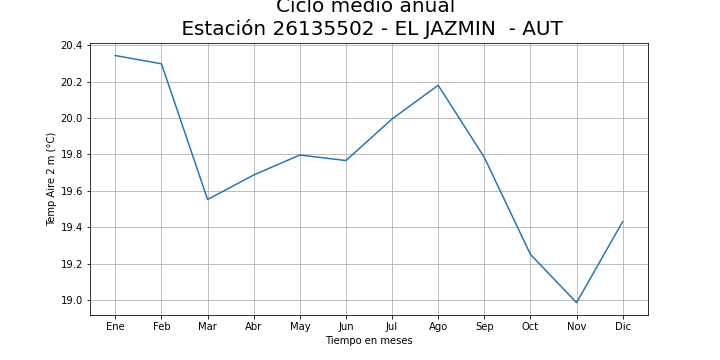 Ciclo medio anual
Estación 26135502 - EL JAZMIN - AUT
20.4
20.2
20.0
19.8
19.6
19.4
19.2
19.0
Temp Aire 2 m (°C)
Ene Feb Mar Abr May Jun Jul Ago Sep Oct Nov Dic
Tiempo en meses